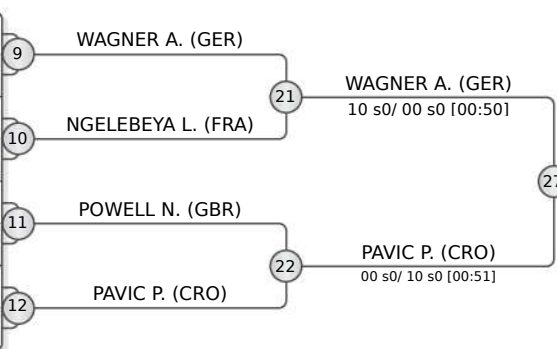 9
WAGNER A. (GER)
21
WAGNER A. (GER)
10 s0/ 00 s0 [00:50]
10
NGELEBEYA L. (FRA)
27
11
POWELL N. (GBR)
22
PAVIC P. (CRO)
00 s0/ 10 s0 [00:51]
12
PAVIC P. (CRO)